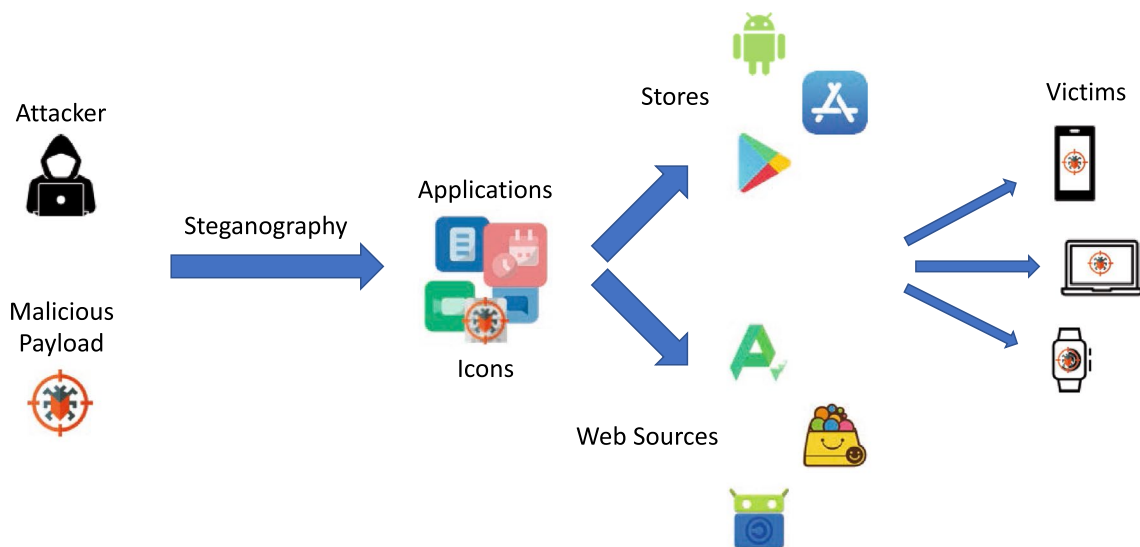 Attacker
Malicious
Payload
Steganography
Applications
Icons
Stores
Web Sources
Victims